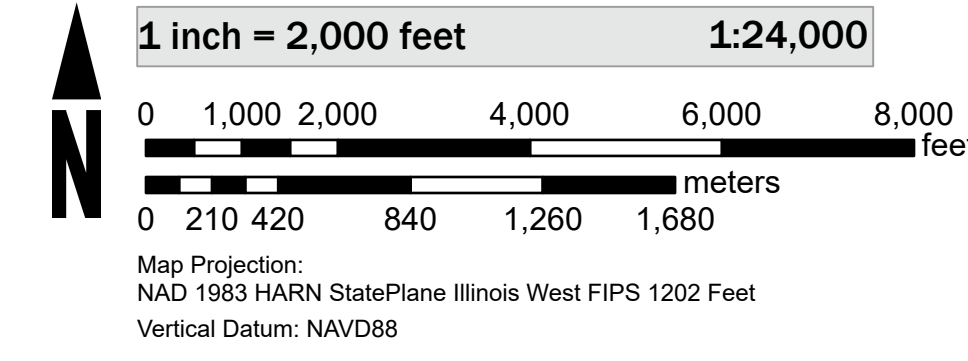 1 inch = 2,000 feet 1:24,000
0 1,000 2,000 4,000 6,000 8,000
feet
meters
0 210 420 840 1,260 1,680
N
Map Projection:
NAD 1983 HARN StatePlane Illinois West FIPS 1202 Feet
Vertical Datum: NAVD88